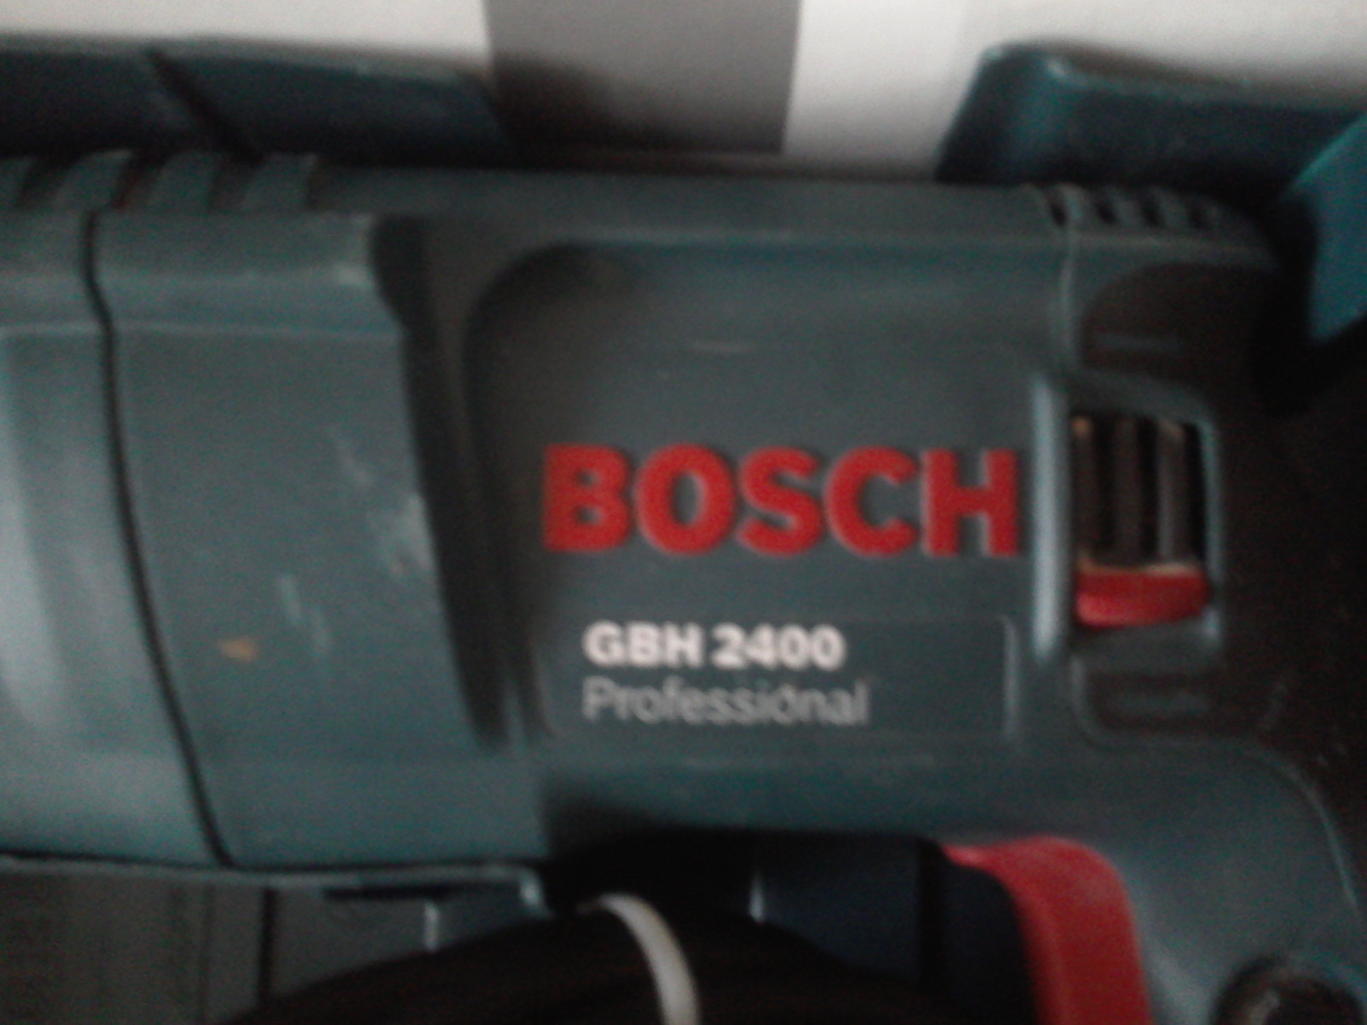 BOSCH
GBH 2400
Professional